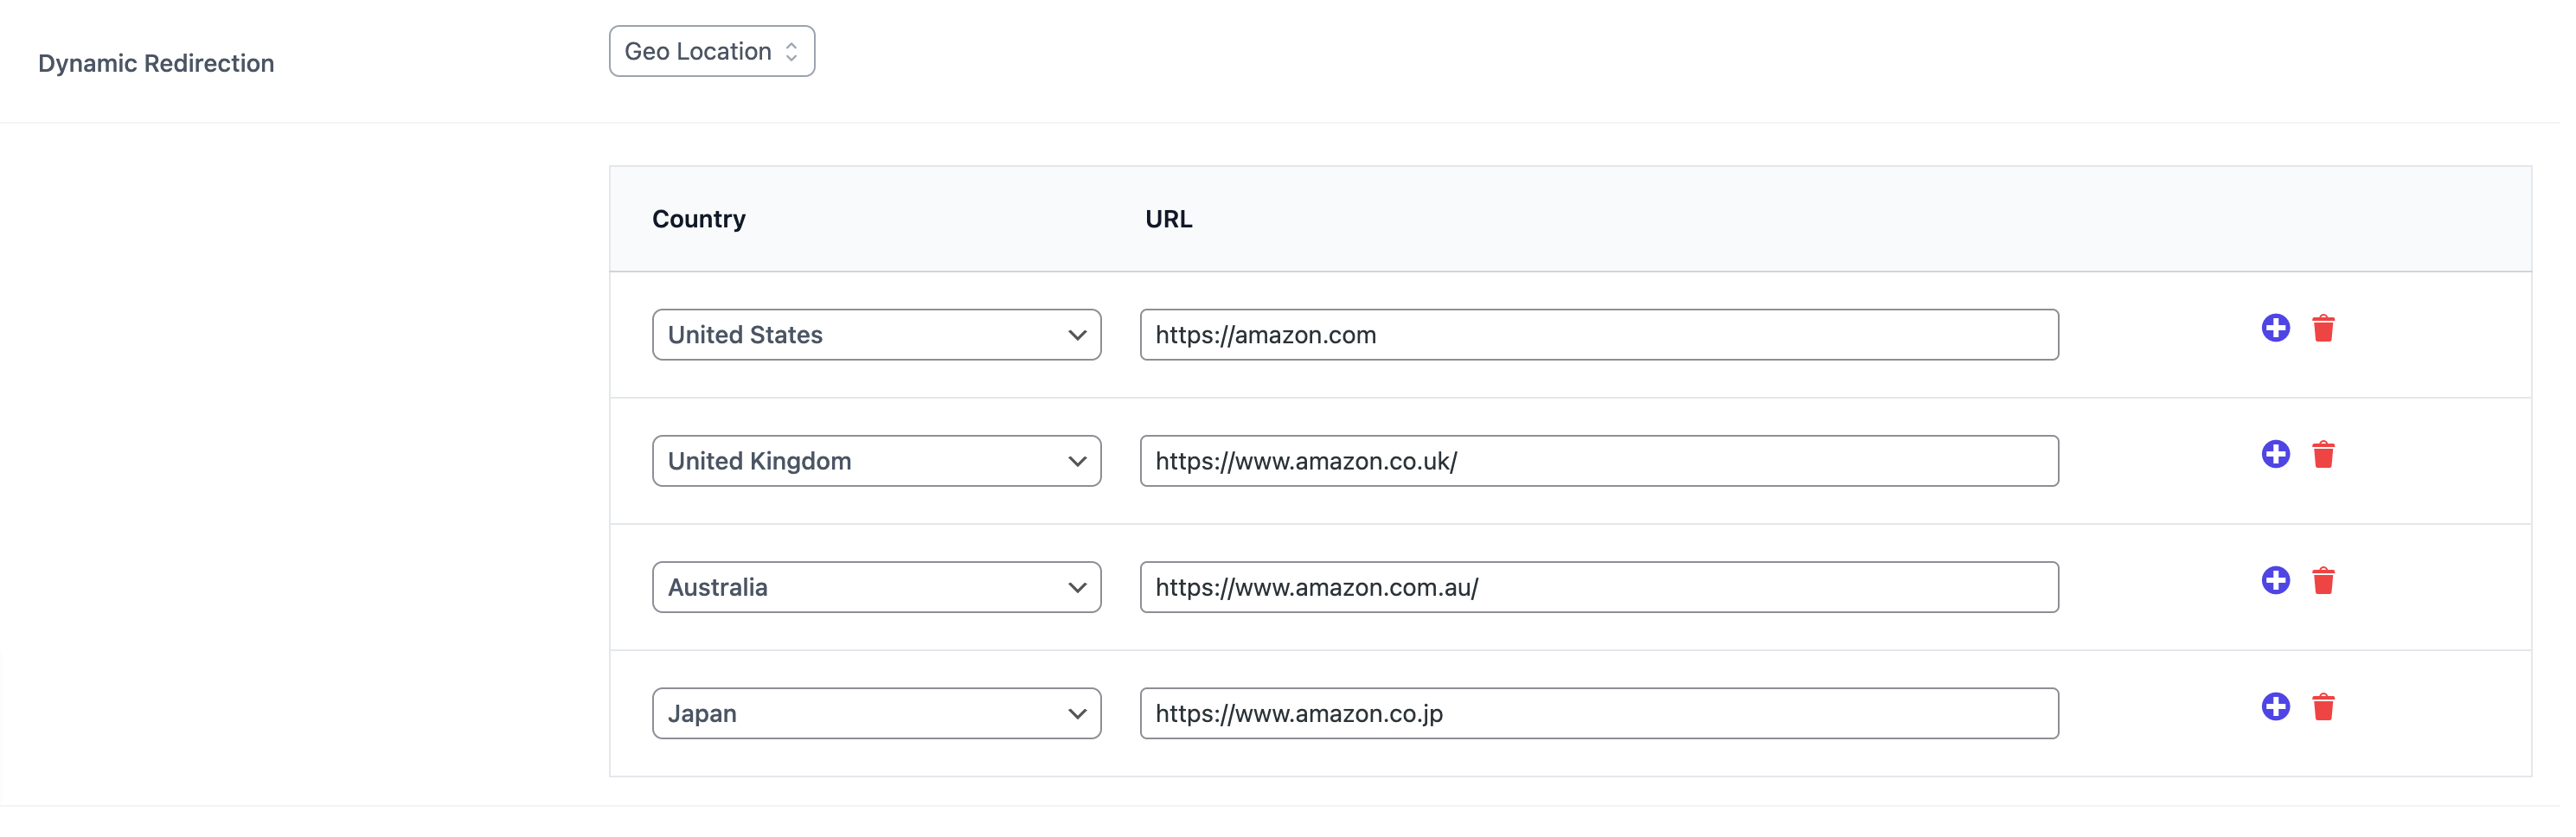 Dynamic Redirection
Geo Location
Country URL
United States https://amazon.com
United Kingdom https://www.amazon.co.uk/
Australia https://www.amazon.com.au/
Japan https://www.amazon.co.jp